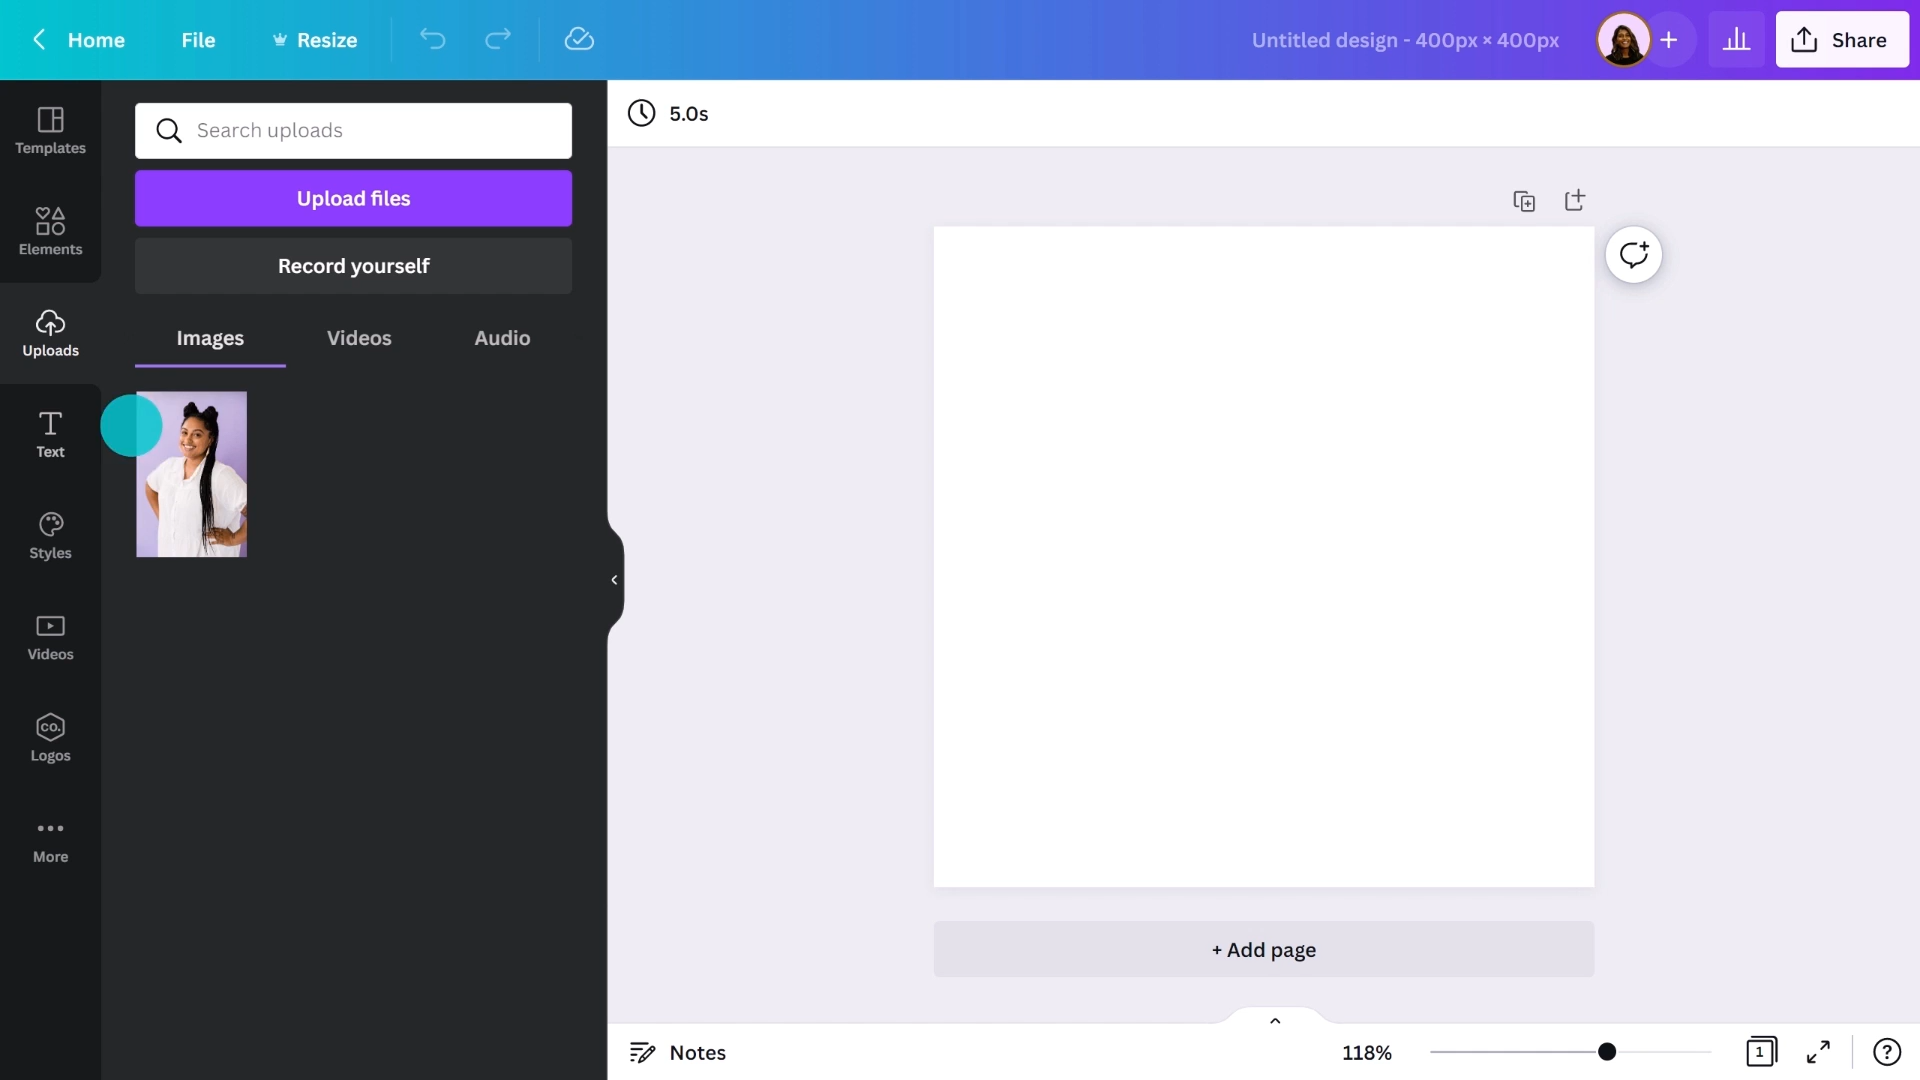 Home
File
Resize
Untitled design - 400px × 400px
+
Share
Templates
Elements
Uploads
Text
Styles
Videos
CO.
Logos
More
Search uploads
Upload files
Record yourself
Images
Videos
Audio
5.0s
+ Add page
Notes
118%
1
?